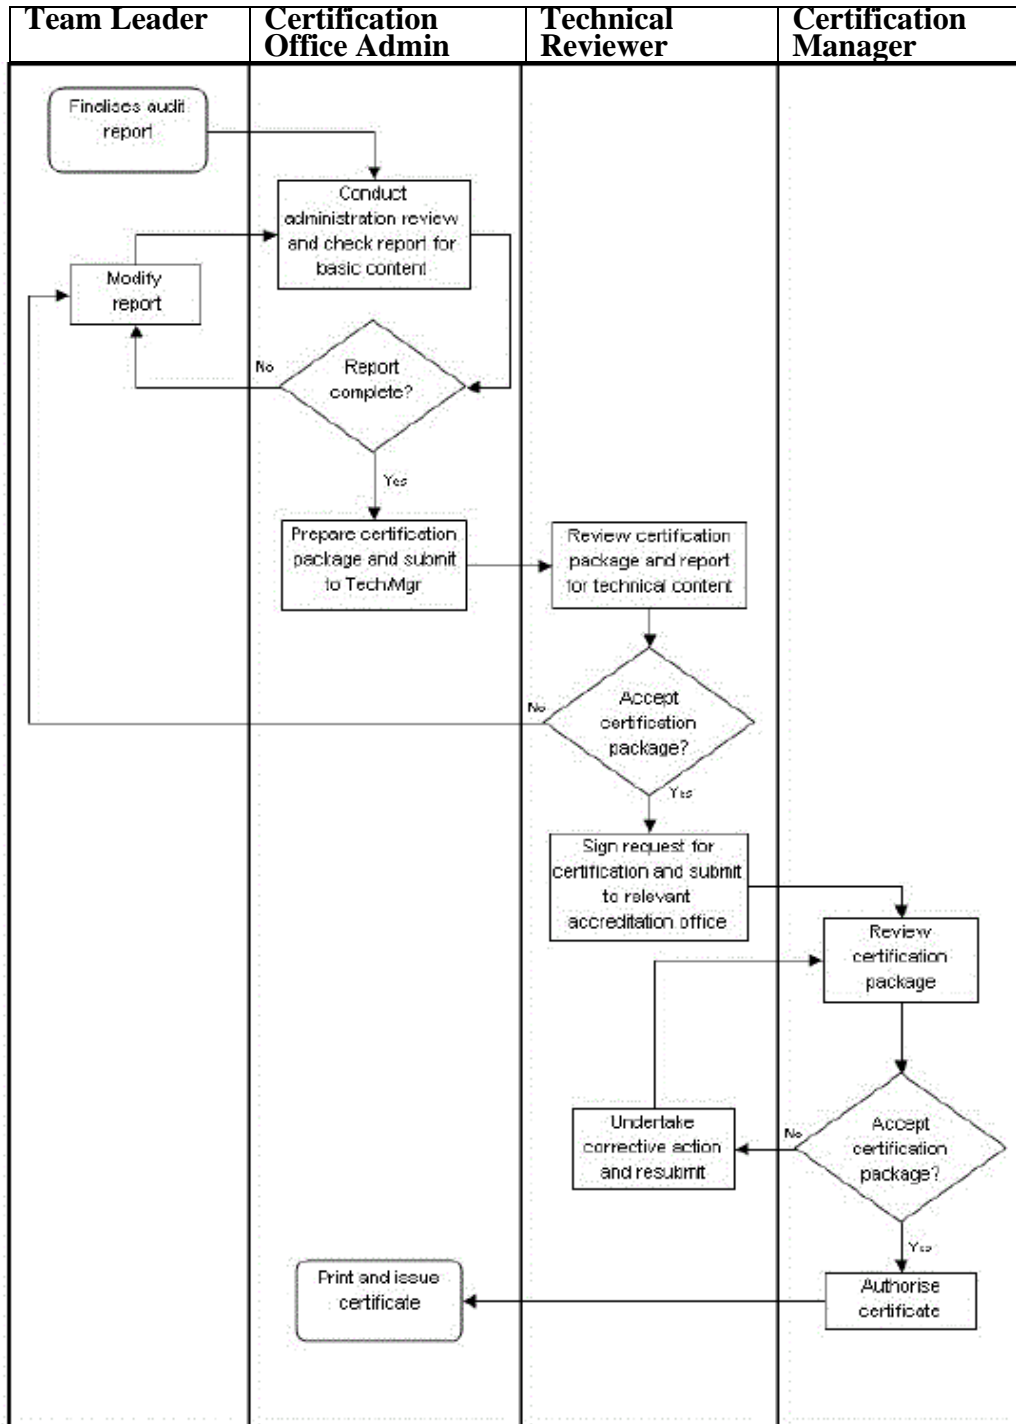 Team Leader
Certification
Office Admin
Technical
Reviewer
Certification
Manager
Finalises audit
report
Conduct
administration review
and check report for
basic content
Modify
report
No
Report
complete?
Yes
Prepare certification
package and submit
to Tech/Mgr
Review certification
package and report
for technical content
No
Accept
certification
package?
Yes
Sign request for
certification and submit
to relevant
accreditation office
Review
certification
package
Undertake
corrective action
and resubmit
No
Accept
certification
package?
Yes
Print and issue
certificate
Authorise
certificate